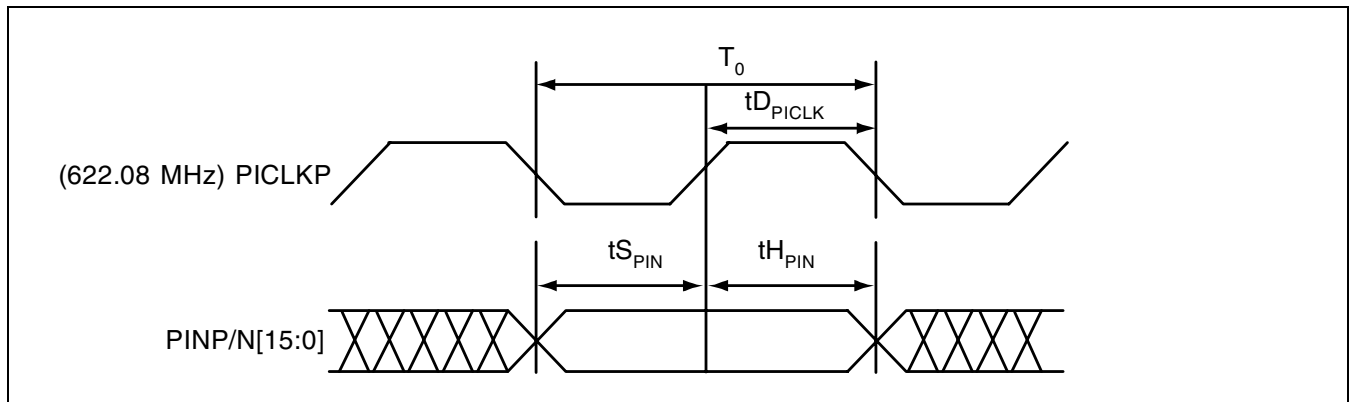 T0
tDPICLK
(622.08 MHz) PICLKP
tSPIN tHPIN
PINP/N[15:0]